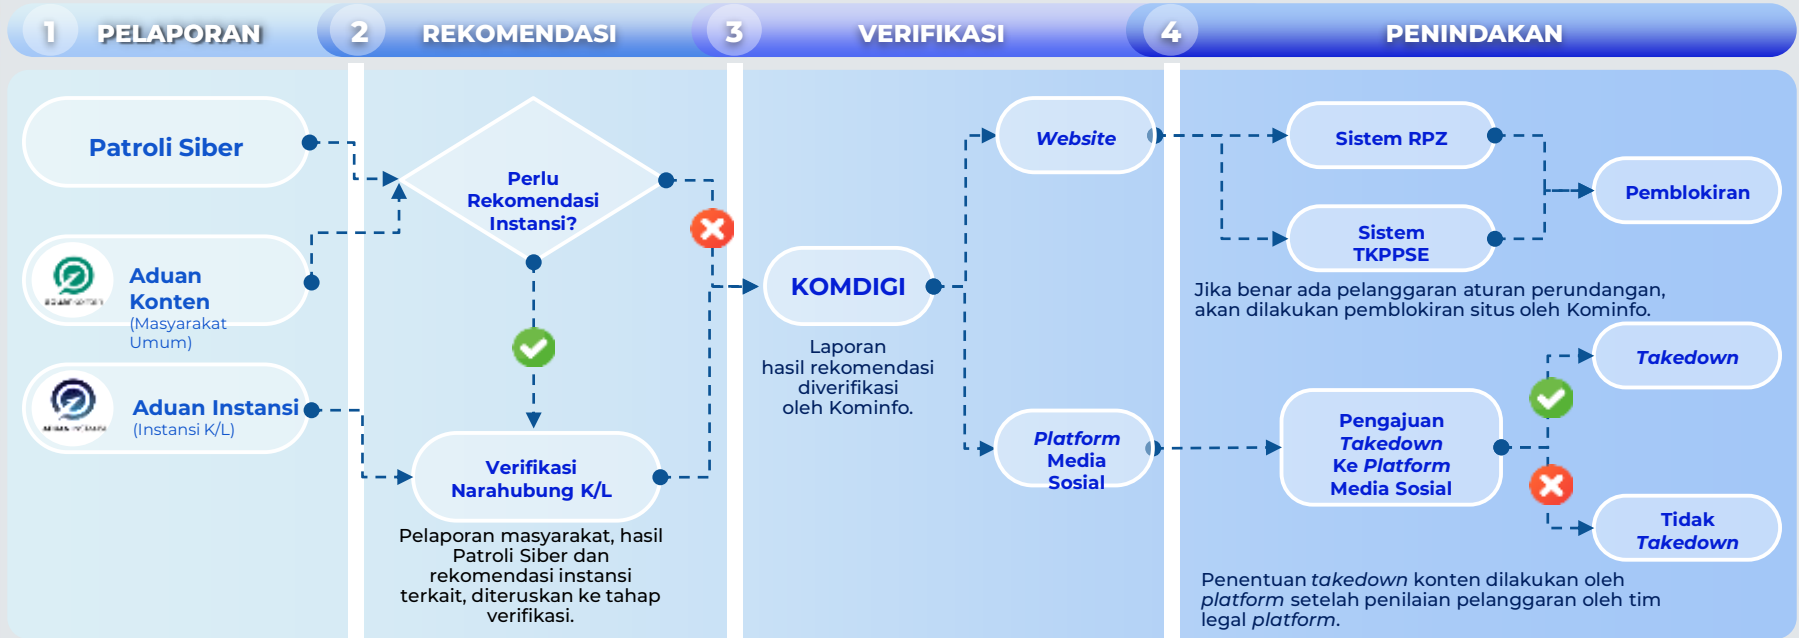 1 PELAPORAN
2 REKOMENDASI
3 VERIFIKASI
4 PENINDAKAN
Patroli Siber
Aduan
Konten
(Masyarakat
Umum)
Aduan Instansi
(Instansi K/L)
Perlu
Rekomendasi
Instansi?
Verifikasi
Narahubung K/L
Pelaporan masyarakat, hasil
Patroli Siber dan
rekomendasi instansi
terkait, diteruskan ke tahap
verifikasi.
KOMDIGI
Laporan
hasil rekomendasi
diverifikasi
oleh Kominfo.
Website
Platform
Media
Sosial
Sistem RPZ
Sistem
TKPPSE
Pemblokiran
Jika benar ada pelanggaran aturan perundangan,
akan dilakukan pemblokiran situs oleh Kominfo.
Pengajuan
Takedown
Ke Platform
Media Sosial
Takedown
Tidak
Takedown
Penentuan takedown konten dilakukan oleh
platform setelah penilaian pelanggaran oleh tim
legal platform.